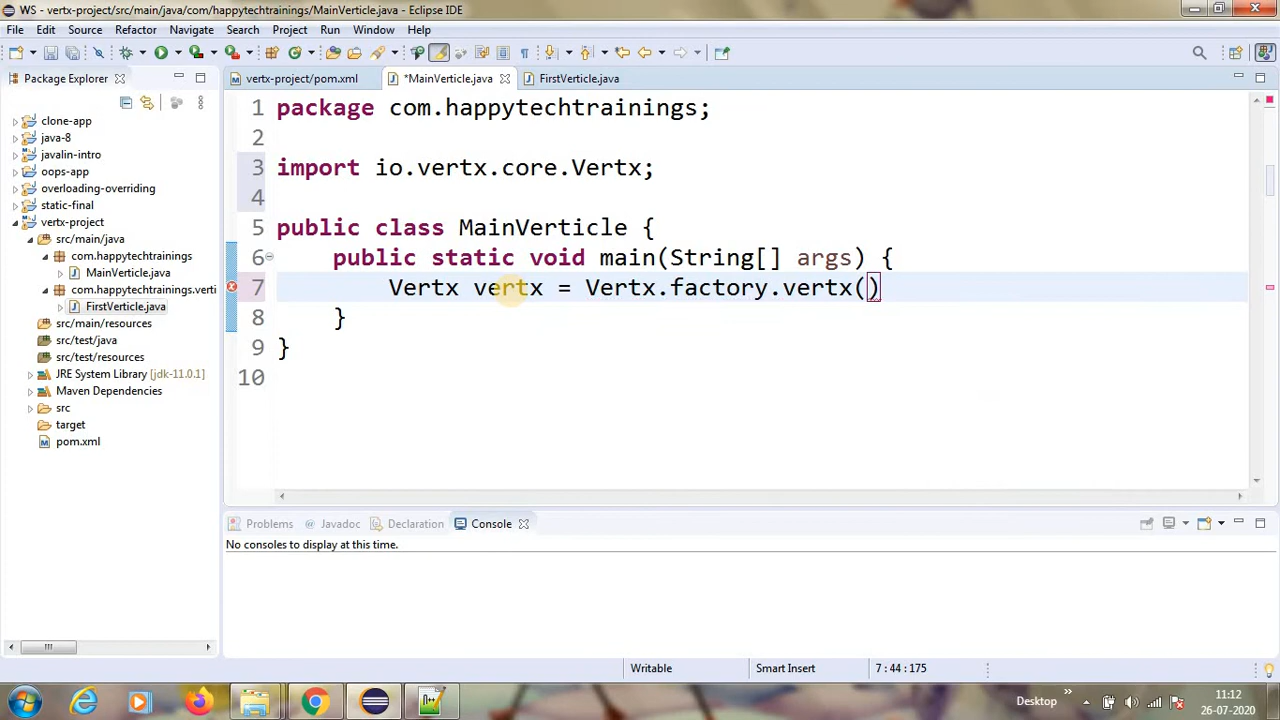 WS - vertx-project/src/main/java/com/happytechtrainings/MainVerticle.java - Eclipse IDE
File Edit Source Refactor Navigate Search Project Run Window Help
Package Explorer
vertx-project/pom.xml *MainVerticle.java FirstVerticle.java
clone-app
java-8
javalin-intro
oops-app
overloading-overriding
static-final
vertx-project
src/main/java
com.happytechtrainings
MainVerticle.java
com.happytechtrainings.verti
FirstVerticle.java
src/main/resources
src/test/java
src/test/resources
JRE System Library [jdk-11.0.1]
Maven Dependencies
src
target
pom.xml
1 package com.happytechtrainings;
2
3 import io.vertx.core.Vertx;
4
5 public class MainVerticle {
6 public static void main(String[] args) {
7 Vertx vertx = Vertx.factory.vertx()
8 }
9 }
10
Problems @ Javadoc Declaration Console
No consoles to display at this time.
Writable Smart Insert 7 : 44 : 175
Desktop » 11:12
26-07-2020